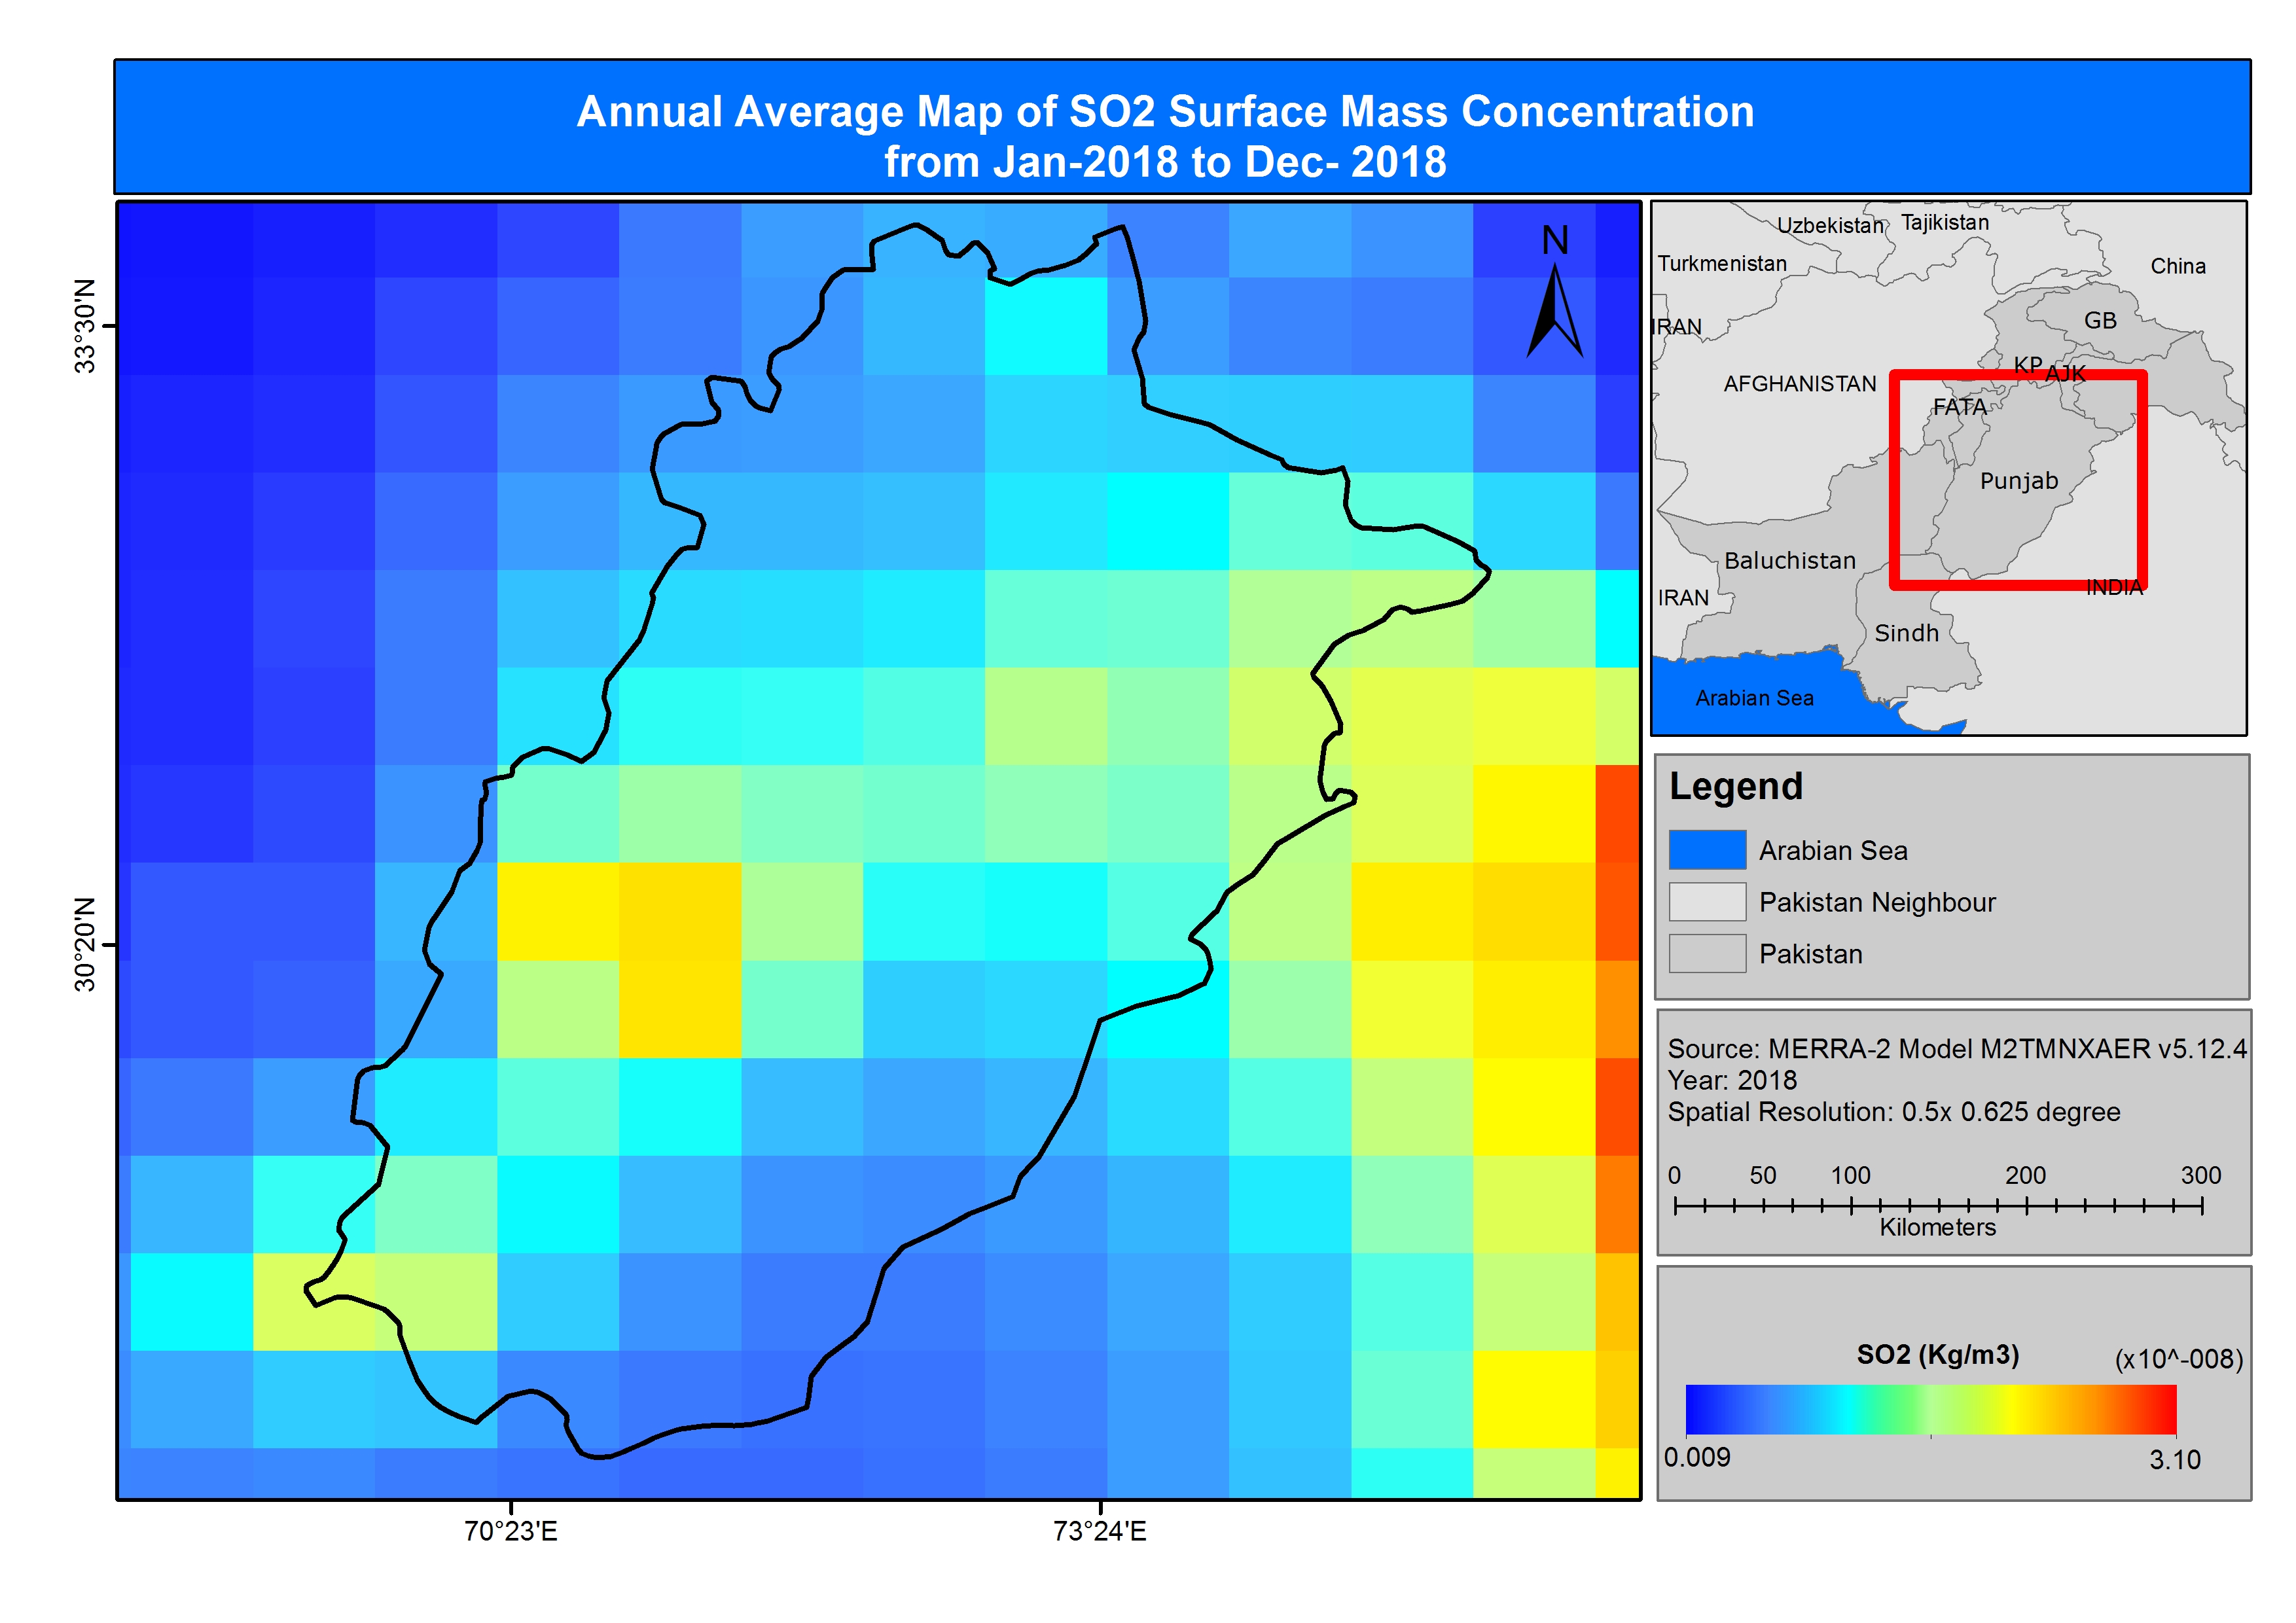 Annual Average Map of SO2 Surface Mass Concentration
from Jan-2018 to Dec- 2018
N
33°30'N
30°20'N
70°23'E
73°24'E
Uzbekistan
Tajikistan
Turkmenistan
China
IRAN
GB
KP
AJK
AFGHANISTAN
FATA
Punjab
Baluchistan
INDIA
IRAN
Sindh
Arabian Sea
Legend
Arabian Sea
Pakistan Neighbour
Pakistan
Source: MERRA-2 Model M2TMNXAER v5.12.4
Year: 2018
Spatial Resolution: 0.5x 0.625 degree
0 50 100 200 300
Kilometers
SO2 (Kg/m3) (x10^-008)
0.009 3.10